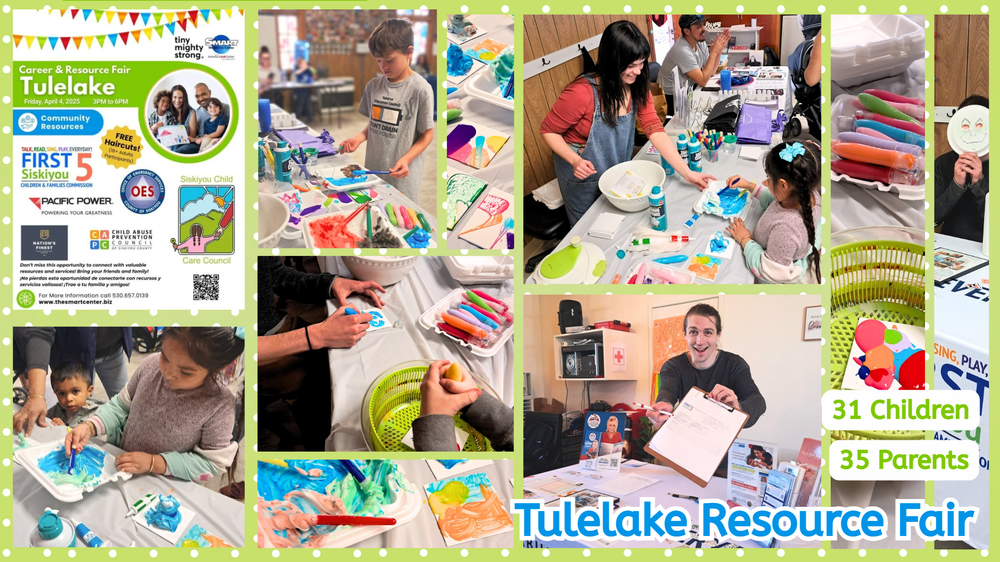 tiny
mighty
strong.
SMART
Workforce Center
America's JobCenter
of California
Career & Resource Fair
Tulelake
Friday, April 4, 2025 3PM to 6PM
Community
Resources
FREE
Haircuts!
(18+ Adults
Participants)
TALK, READ, SING, PLAY, EVERYDAY!
FIRST 5
Siskiyou
CHILDREN & FAMILIES COMMISSION
OFFICE OF EMERGENCY SERVICES
OES
COUNTY OF SISKIYOU
PACIFIC POWER
POWERING YOUR GREATNESS
Siskiyou Child
Care Council
NATION'S
FINEST
CAPC
CHILD ABUSE
PREVENTION
COUNCIL
OF SISKIYOU COUNTY
Don't miss this opportunity to connect with valuable
resources and services! Bring your friends and family!
¡No pierdas esta oportunidad de conectarte con recursos y
servicios valiosos! ¡Trae a tu familia y amigos!
For More Information call 530.657.0139
www.thesmartcenter.biz
Tobacco
Education Council
DON'T DRAIN
YOUR POWER
love
SING, PLAY,
31 Children
35 Parents
Tulelake Resource Fair